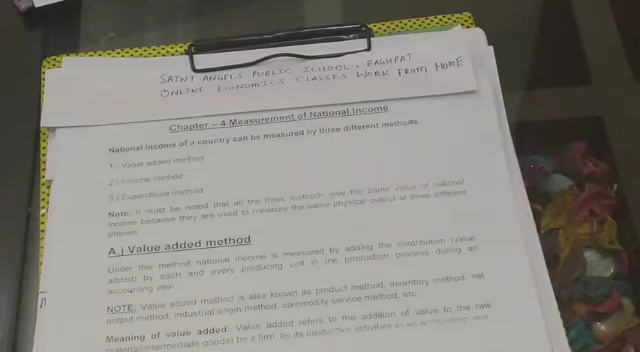 SAINT ANGELS PUBLIC SCHOOL, BAGHPAT
ONLINE ECONOMICS CLASSES WORK FROM HOME
Chapter – 4 Measurement of National Income
National income of a country can be measured by three different methods.
1.) Value added method
2.) Income method
3.) Expenditure method
Note: It must be noted that all the three methods give the same value of national
income because they are used to measure the same physical output at three different
phases.
A.) Value added method
Under this method national income is measured by adding the contribution (value
added) by each and every producing unit in the production process during an
accounting year.
NOTE: Value added method is also known as product method, inventory method, net
output method, industrial origin method, commodity service method, etc.
Meaning of value added: Value added refers to the addition of value to the raw
material(intermediate goods) by a firm, by its productive activities in an accounting year